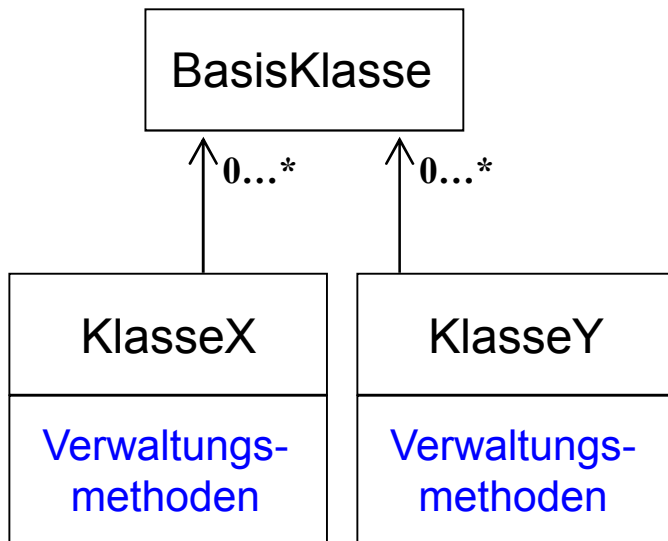 BasisKlasse
0…* 0…*
KlasseX KlasseY
Verwaltungs- Verwaltungs-
methoden methoden